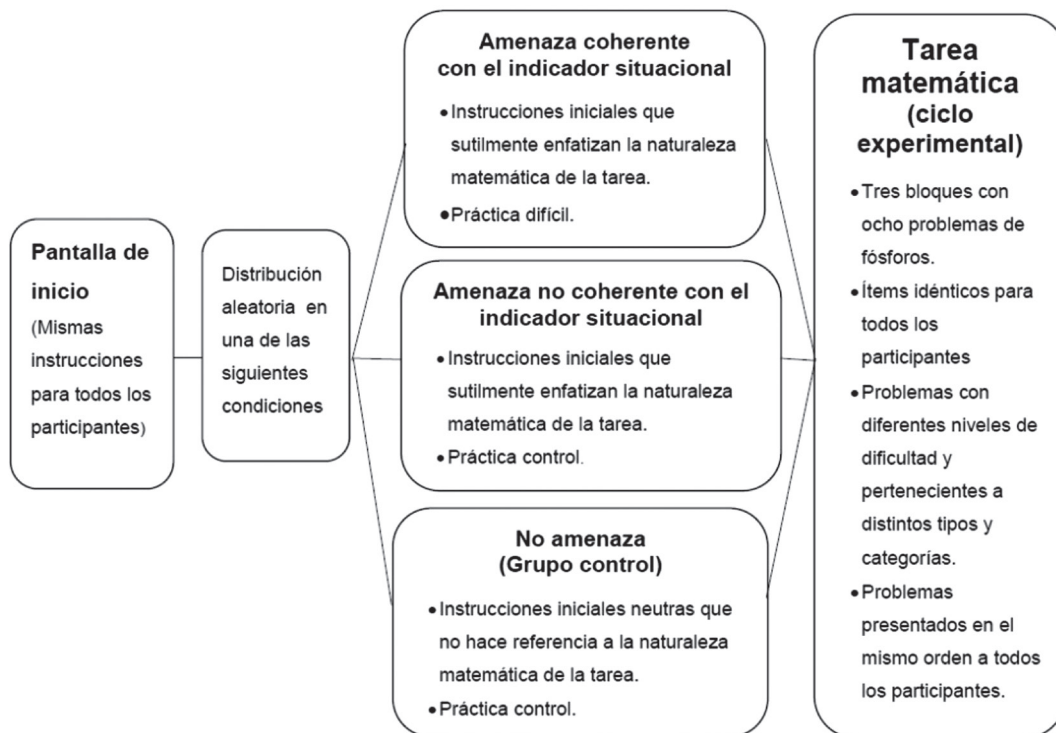 Pantalla de
inicio
(Mismas
instrucciones
para todos los
participantes)
Distribución
aleatoria en
una de las
siguientes
condiciones
Amenaza coherente
con el indicador situacional
• Instrucciones iniciales que
sutilmente enfatizan la naturaleza
matemática de la tarea.
• Práctica difícil.
Amenaza no coherente con el
indicador situacional
• Instrucciones iniciales que
sutilmente enfatizan la naturaleza
matemática de la tarea.
• Práctica control.
No amenaza
(Grupo control)
• Instrucciones iniciales neutras que
no hace referencia a la naturaleza
matemática de la tarea.
• Práctica control.
Tarea
matemática
(ciclo
experimental)
• Tres bloques con
ocho problemas de
fósforos.
• Ítems idénticos para
todos los
participantes
• Problemas con
diferentes niveles de
dificultad y
pertenecientes a
distintos tipos y
categorías.
• Problemas
presentados en el
mismo orden a todos
los participantes.